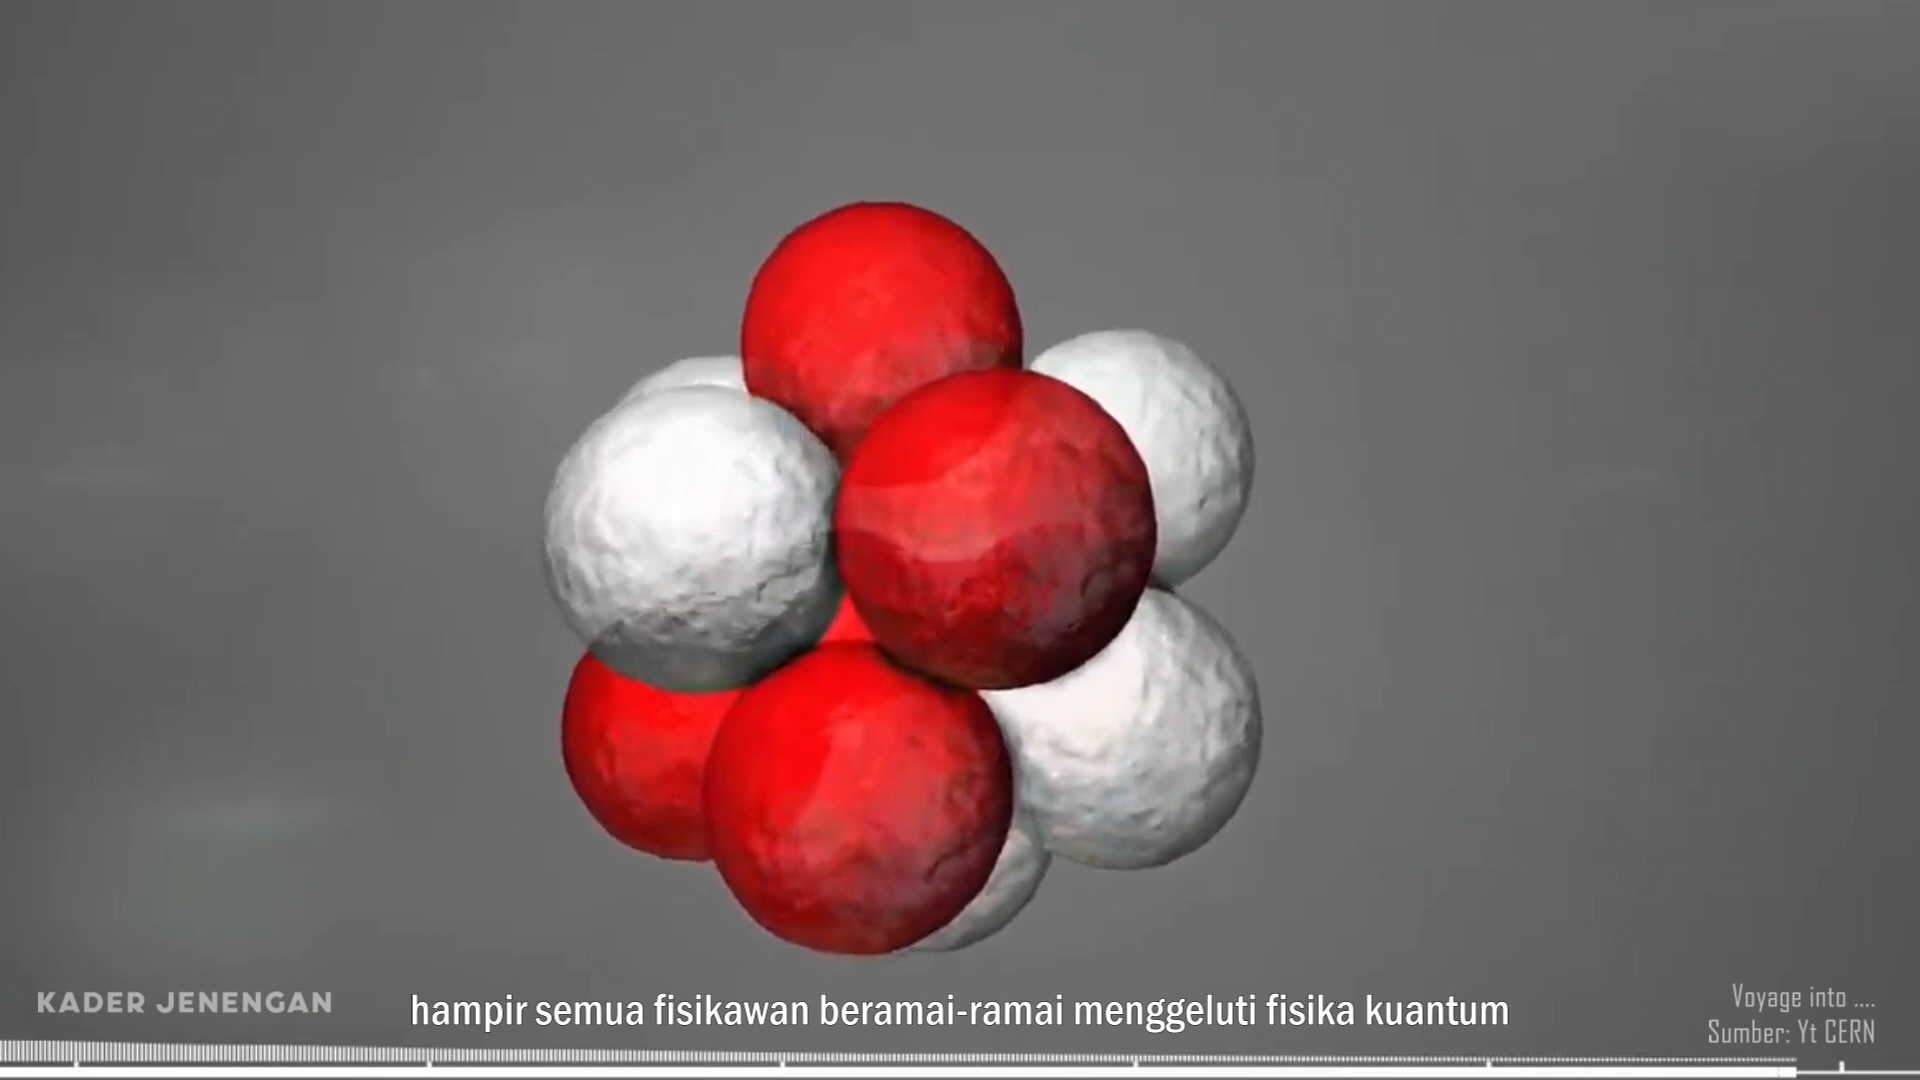 KADER JENENGAN
hampir semua fisikawan beramai-ramai menggeluti fisika kuantum
Voyage into ....
Sumber: Yt CERN